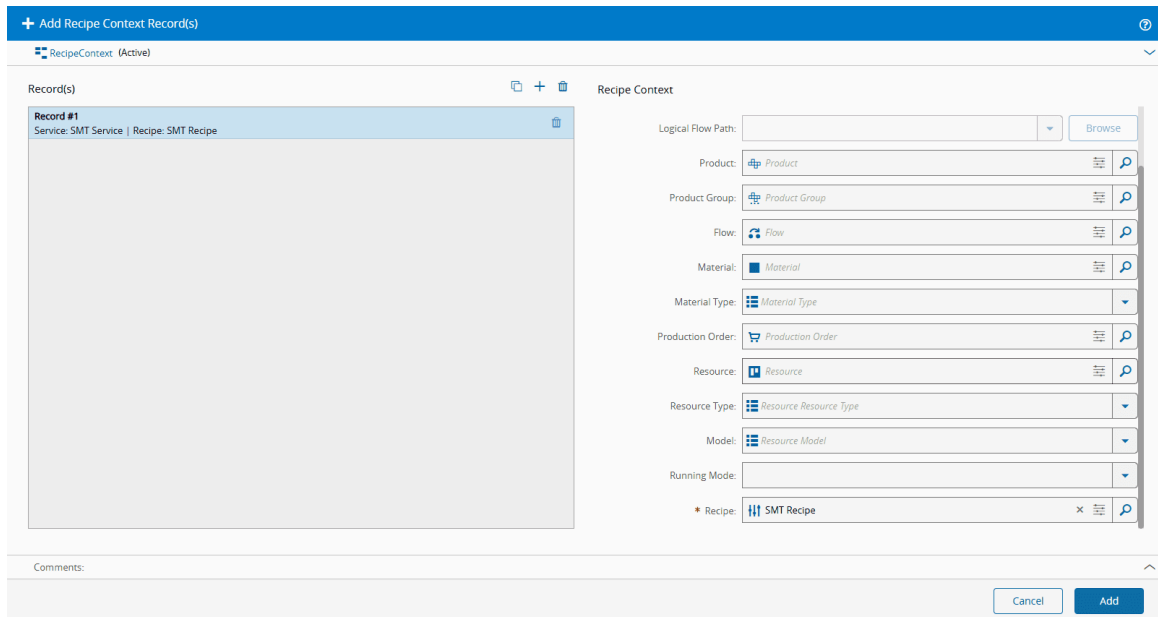 Add Recipe Context Record(s)
RecipeContext (Active)
Record(s)
Record #1
Service: SMT Service | Recipe: SMT Recipe
Recipe Context
Logical Flow Path:
Browse
Product: Product
Product Group: Product Group
Flow: Flow
Material: Material
Material Type: Material Type
Production Order: Production Order
Resource: Resource
Resource Type: Resource Resource Type
Model: Resource Model
Running Mode:
* Recipe: SMT Recipe
Comments:
Cancel
Add